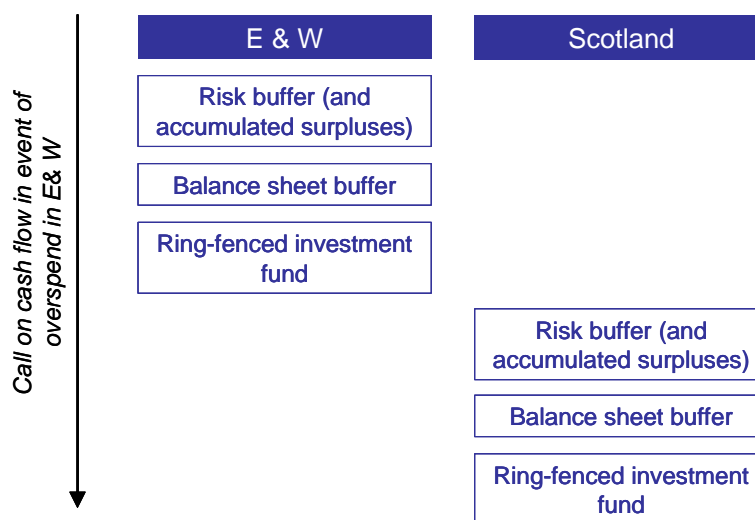 Call on cash flow in event of
overspend in E& W
E & W
Scotland
Risk buffer (and
accumulated surpluses)
Balance sheet buffer
Ring-fenced investment
fund
Risk buffer (and
accumulated surpluses)
Balance sheet buffer
Ring-fenced investment
fund